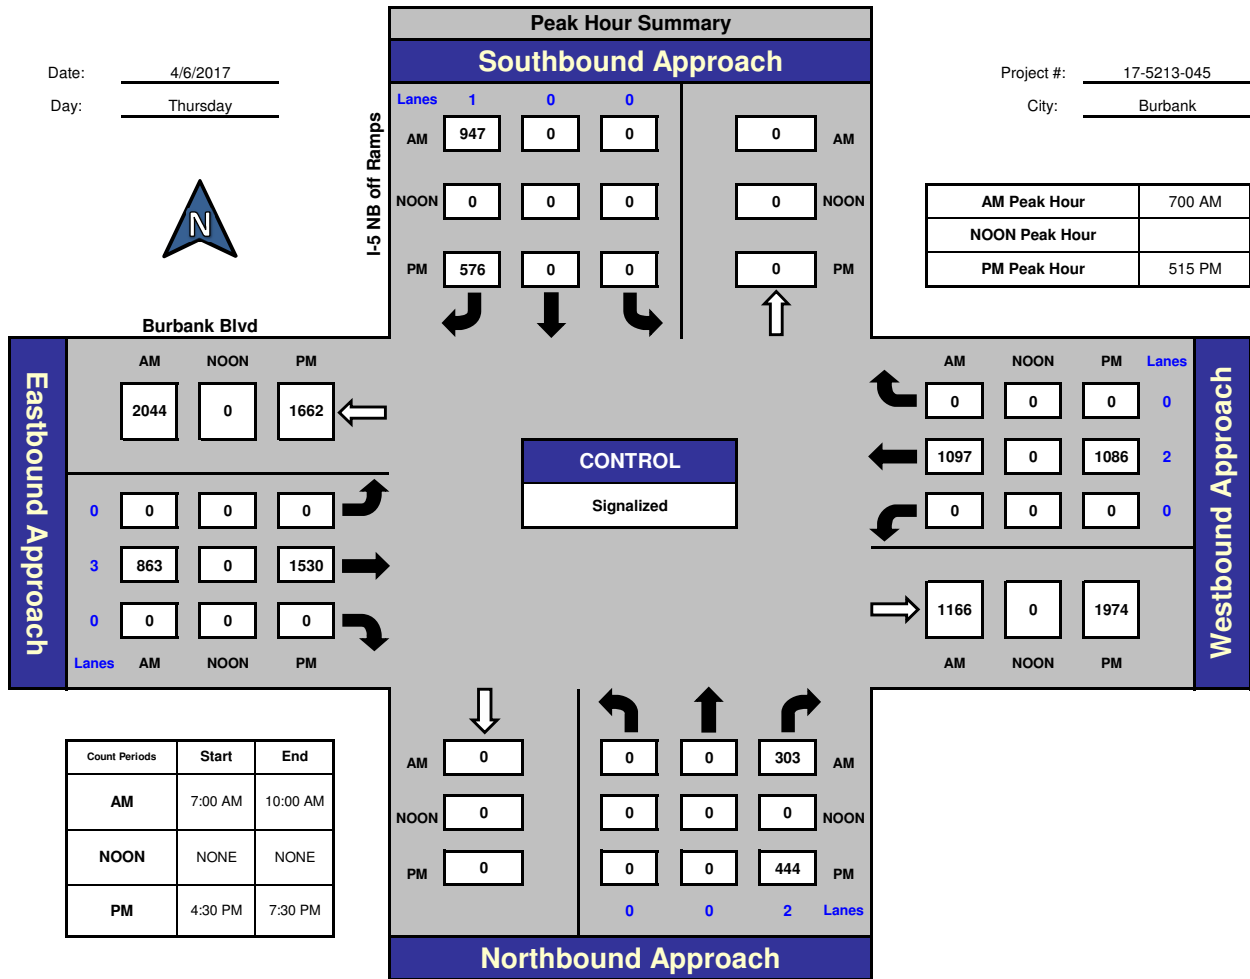 Peak Hour Summary
Southbound Approach
Date: 4/6/2017
Day: Thursday
Project #: 17-5213-045
City: Burbank
N
I-5 NB off Ramps
Lanes 1 0 0
AM 947 0 0 0 AM
NOON 0 0 0 0 NOON
PM 576 0 0 0 PM
AM Peak Hour 700 AM
NOON Peak Hour
PM Peak Hour 515 PM
Burbank Blvd
Eastbound Approach
AM NOON PM
2044 0 1662
0 0 0 0
3 863 0 1530
0 0 0 0
Lanes AM NOON PM
CONTROL
Signalized
AM NOON PM Lanes
0 0 0 0
1097 0 1086 2
0 0 0 0
1166 0 1974
AM NOON PM
Westbound Approach
Count Periods Start End
AM 7:00 AM 10:00 AM
NOON NONE NONE
PM 4:30 PM 7:30 PM
AM 0 0 0 303 AM
NOON 0 0 0 0 NOON
PM 0 0 0 444 PM
0 0 2 Lanes
Northbound Approach